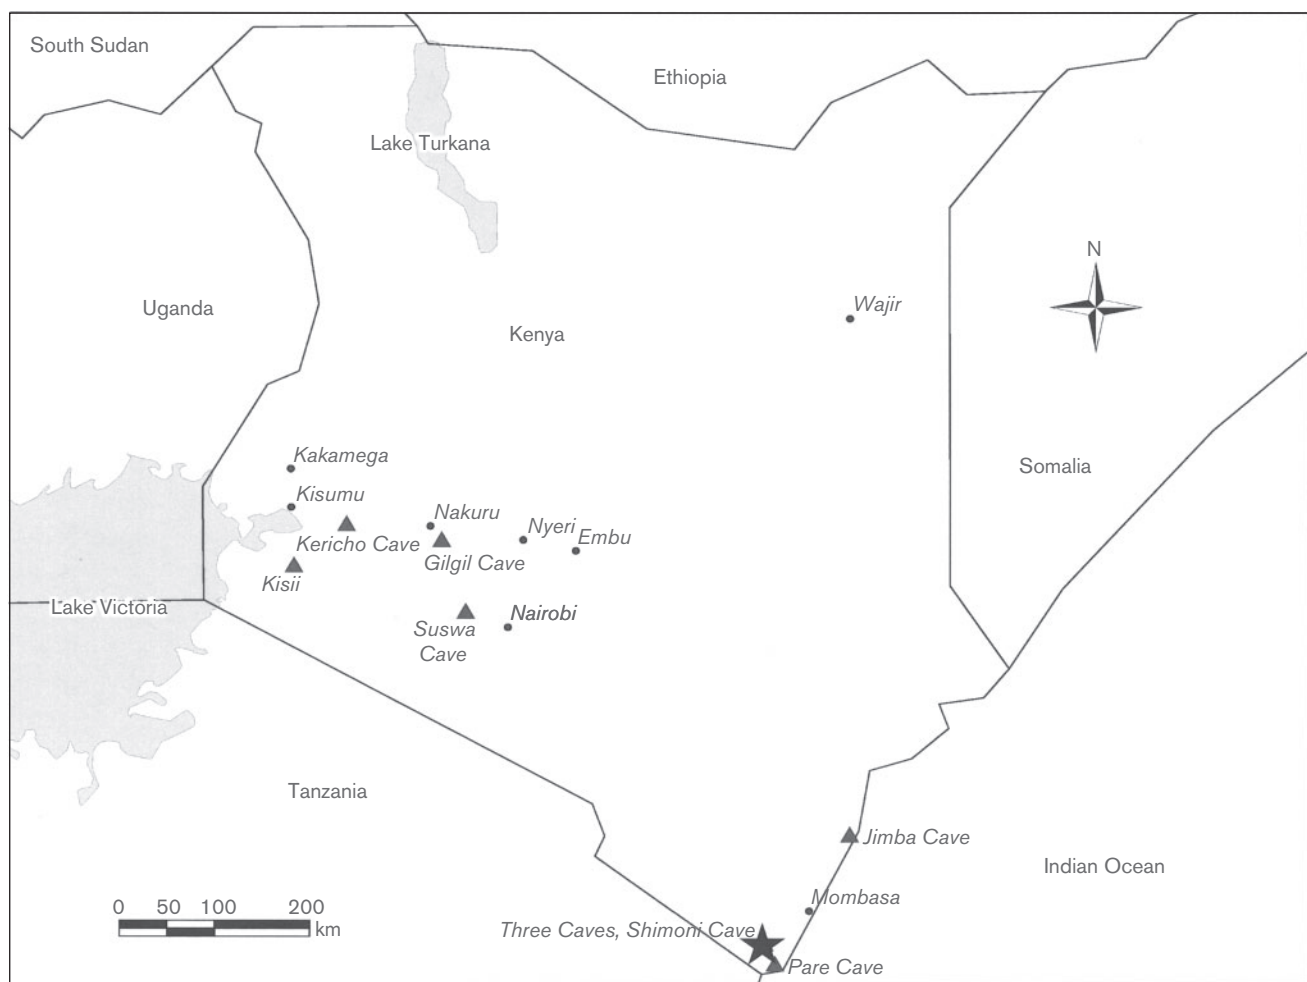 South Sudan
Ethiopia
Lake Turkana
N
Uganda
Wajir
Kenya
Kakamega
Somalia
Kisumu
Nakuru
Nyeri
Embu
Kericho Cave
Gilgil Cave
Kisii
Lake Victoria
Nairobi
Suswa
Cave
Tanzania
Jimba Cave
Indian Ocean
Mombasa
0 50 100 200
km
Three Caves, Shimoni Cave
Pare Cave